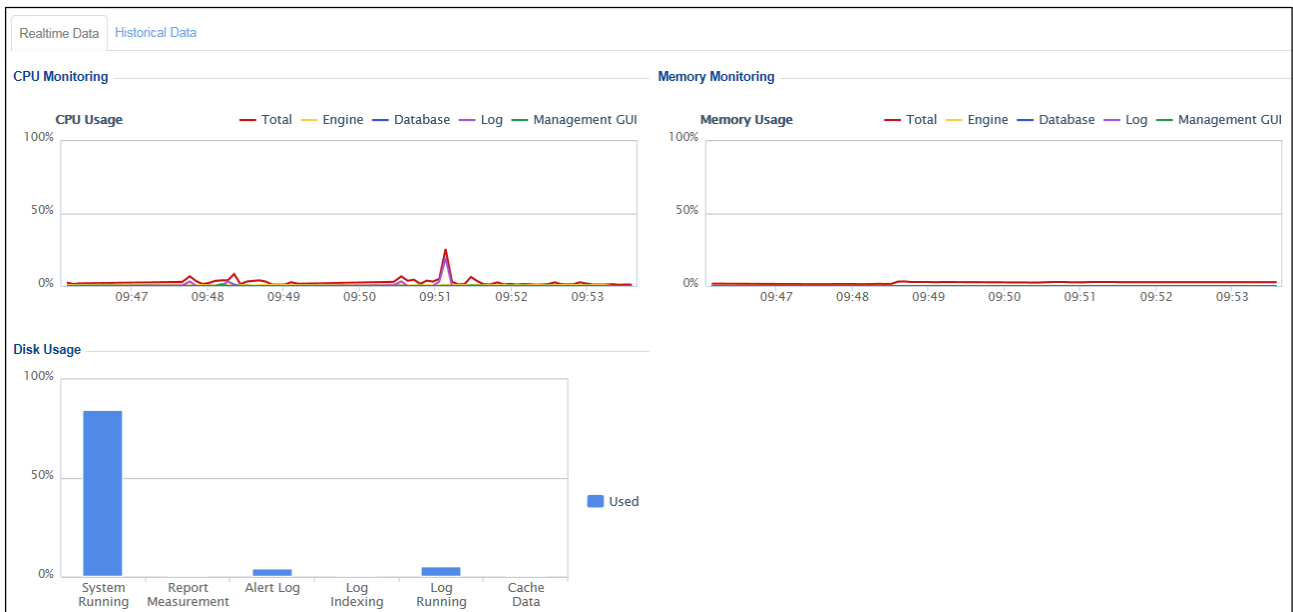 Realtime Data Historical Data
CPU Monitoring
CPU Usage Total Engine Database Log Management GUI
100%
50%
0%
09:47 09:48 09:49 09:50 09:51 09:52 09:53
Memory Monitoring
Memory Usage Total Engine Database Log Management GUI
100%
50%
0%
09:47 09:48 09:49 09:50 09:51 09:52 09:53
Disk Usage
100%
50%
0%
Used
System Running
Report Measurement
Alert Log
Log Indexing
Log Running
Cache Data